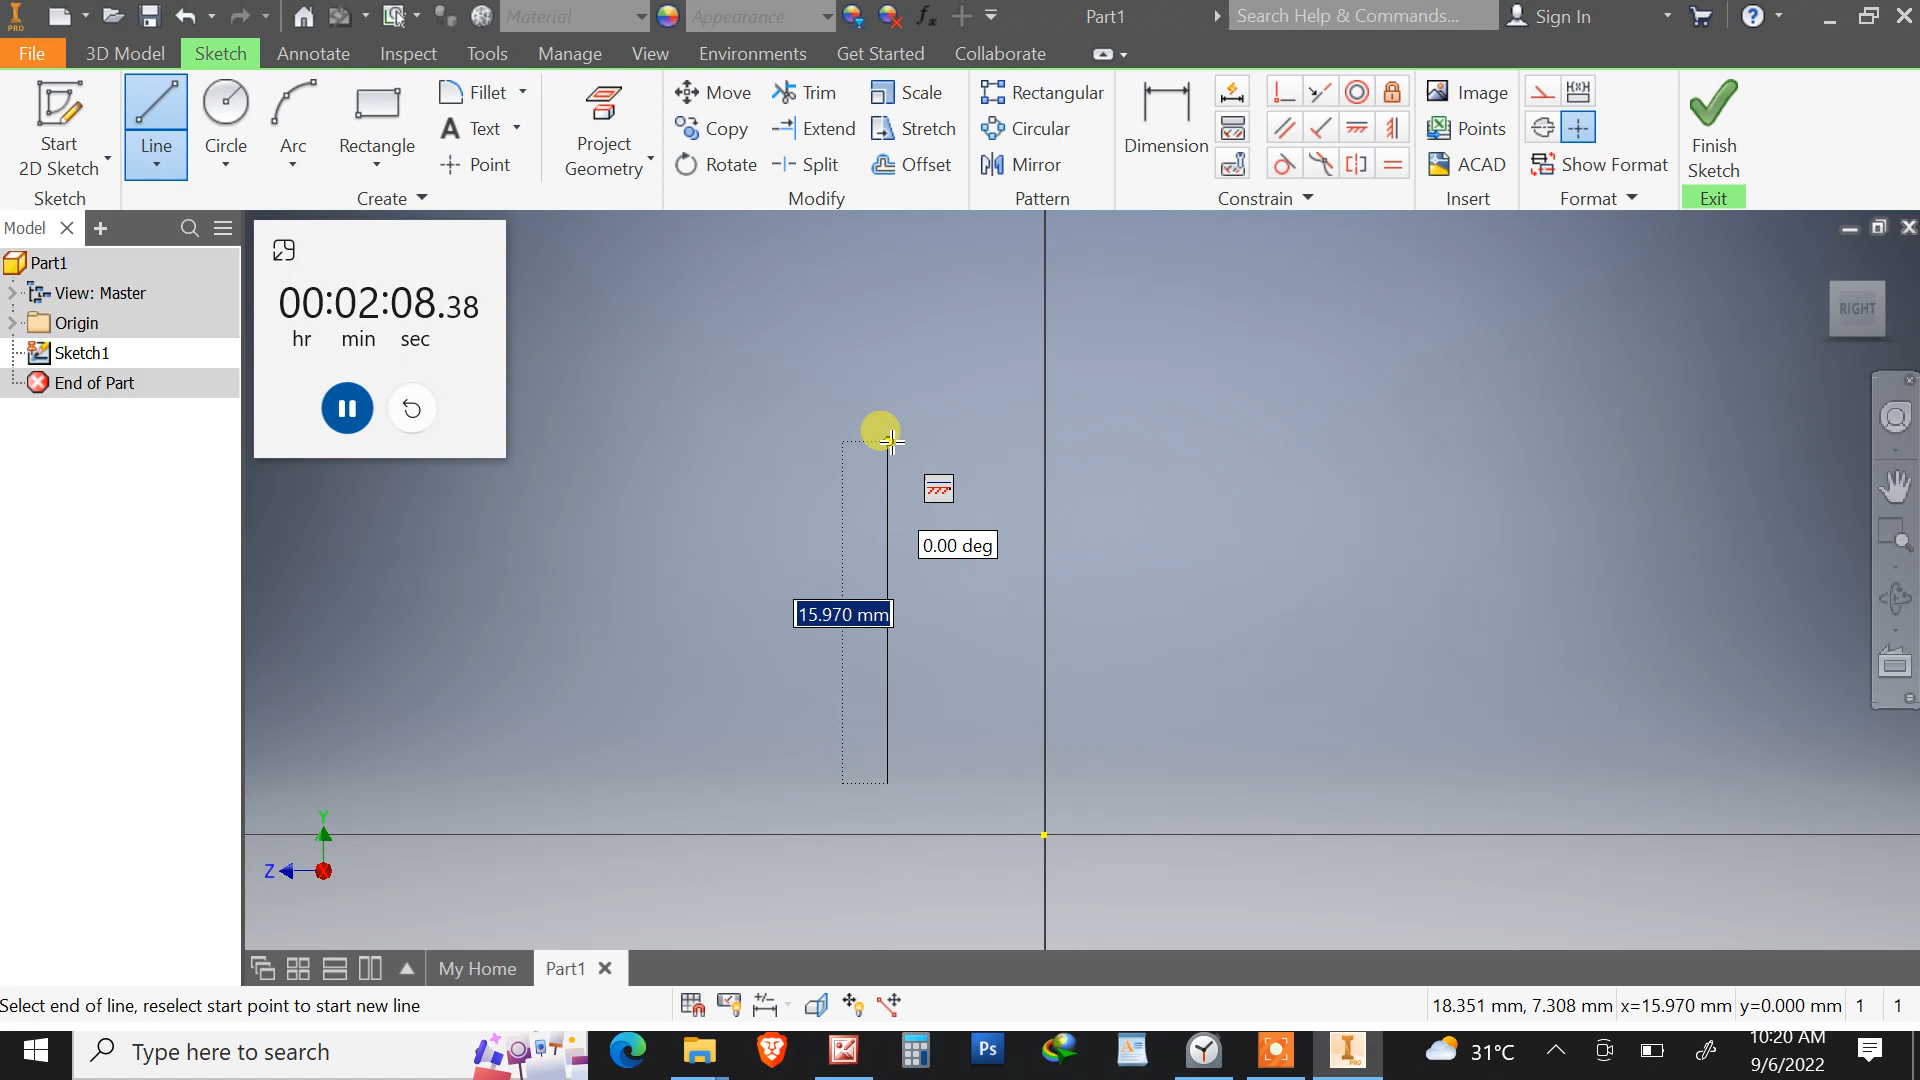 PRO
Material
Appearance
fx
Part1
Search Help & Commands...
Sign In
File
3D Model
Sketch
Annotate
Inspect
Tools
Manage
View
Environments
Get Started
Collaborate
Start
2D Sketch
Line
Circle
Arc
Rectangle
Fillet
Text
Point
Project
Geometry
Move
Copy
Rotate
Trim
Extend
Split
Scale
Stretch
Offset
Rectangular
Circular
Mirror
Dimension
Image
Points
ACAD
Show Format
Finish
Sketch
Sketch
Create
Modify
Pattern
Constrain
Insert
Format
Exit
Model
Part1
View: Master
Origin
Sketch1
End of Part
00:02:08.38
hr min sec
RIGHT
0.00 deg
15.970 mm
Y
Z
X
My Home
Part1
Select end of line, reselect start point to start new line
18.351 mm, 7.308 mm x=15.970 mm y=0.000 mm 1 1
Type here to search
Ps
PRO
31°C
10:20 AM
9/6/2022